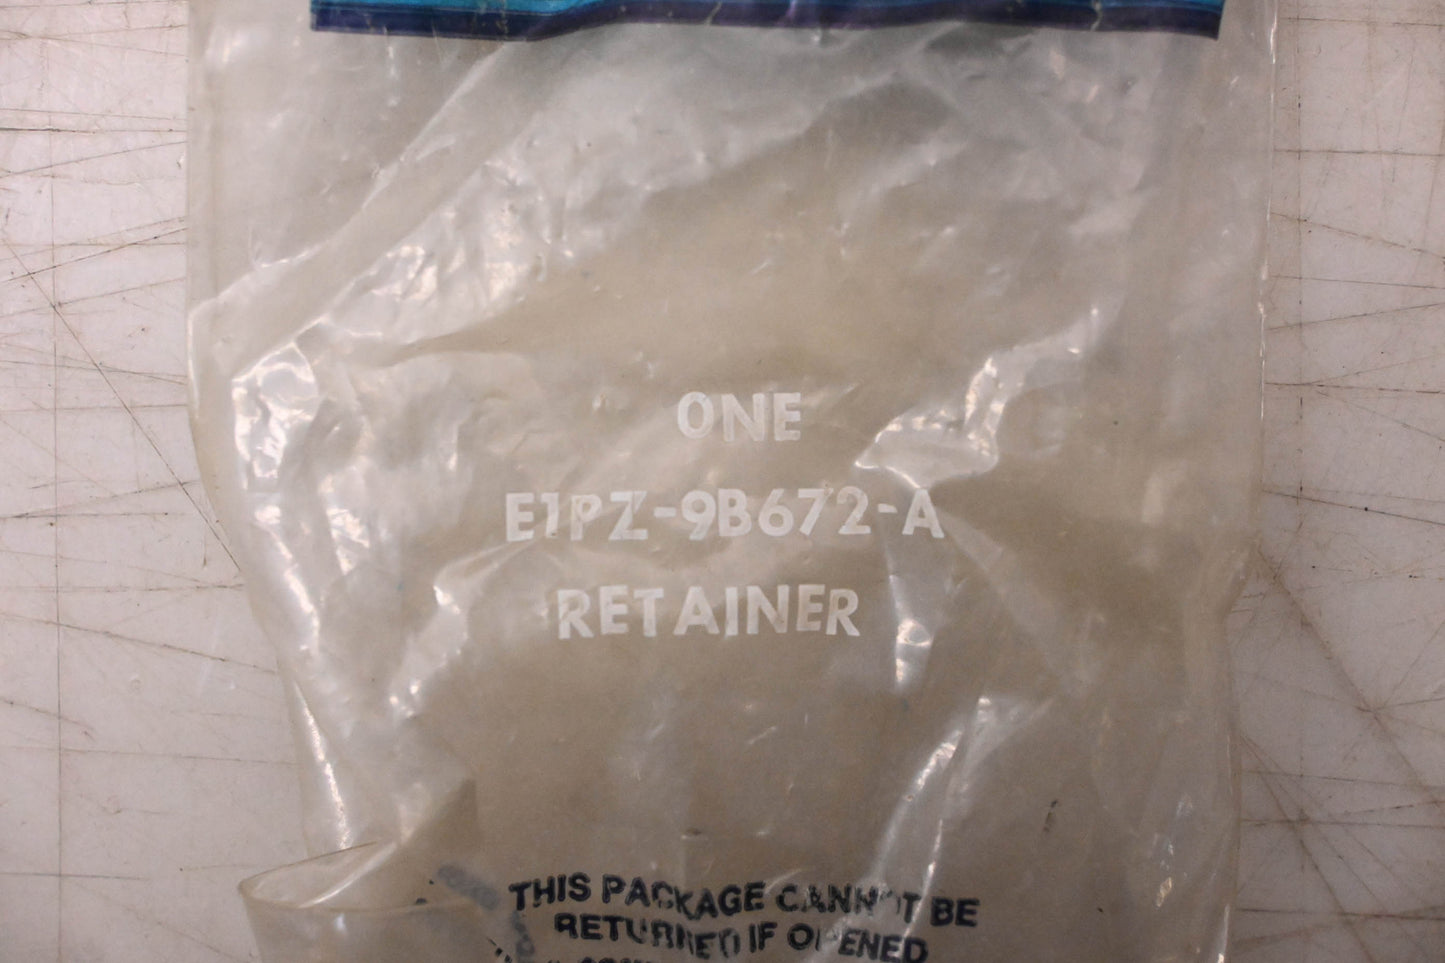 ONE
E1PZ-9B672-A
RETAINER
THIS PACKAGE CANNOT BE
RETURNED IF OPENED